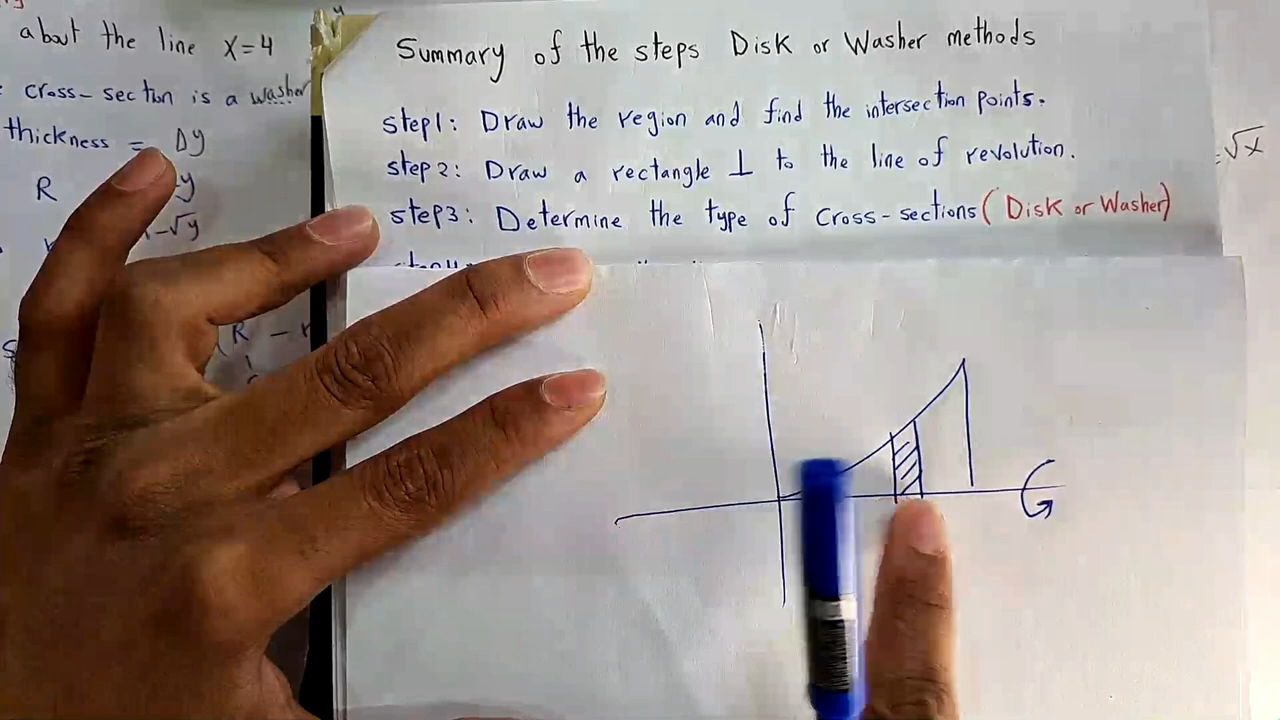 about the line x=4
cross-section is a washer
thickness = Δy
R
-√y
Summary of the steps Disk or Washer methods
step1: Draw the region and find the intersection points.
step2: Draw a rectangle ⊥ to the line of revolution.
step3: Determine the type of cross-sections (Disk or Washer)
√x